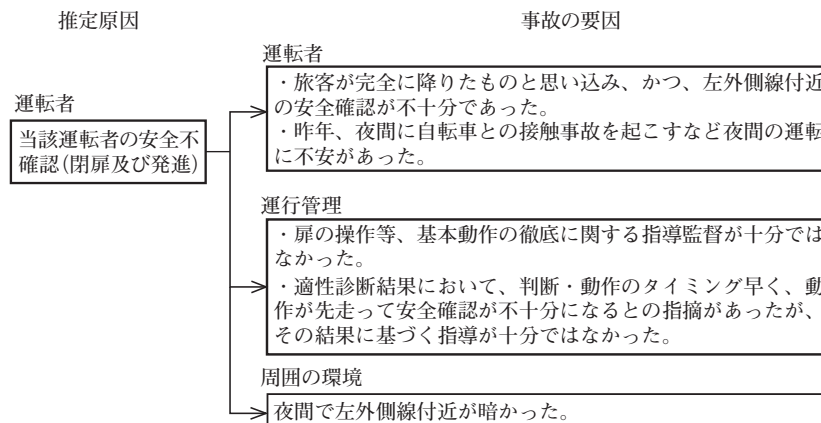 推定原因
事故の要因
運転者
当該運転者の安全不
確認(閉扉及び発進)
運転者
・旅客が完全に降りたものと思い込み、かつ、左外側線付近
の安全確認が不十分であった。
・昨年、夜間に自転車との接触事故を起こすなど夜間の運転
に不安があった。
運行管理
・扉の操作等、基本動作の徹底に関する指導監督が十分では
なかった。
・適性診断結果において、判断・動作のタイミング早く、動
作が先走って安全確認が不十分になるとの指摘があったが、
その結果に基づく指導が十分ではなかった。
周囲の環境
夜間で左外側線付近が暗かった。